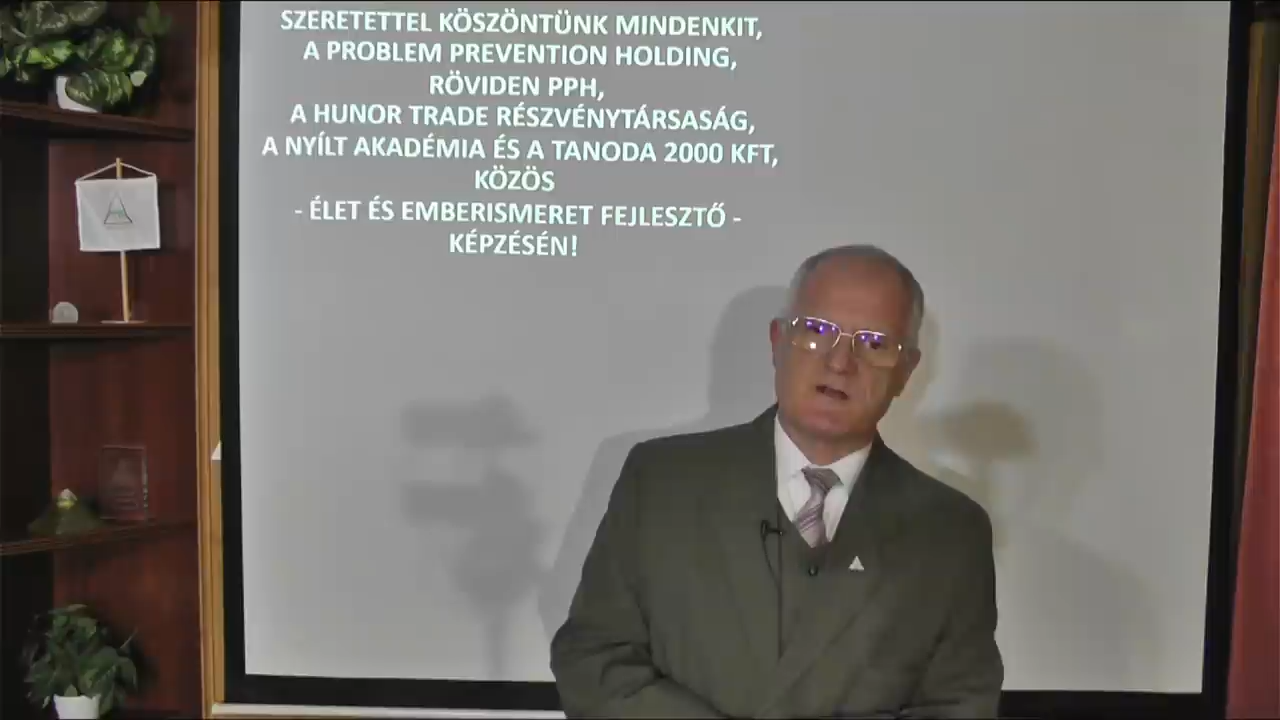 SZERETETTEL KÖSZÖNTÜNK MINDENKIT,
A PROBLEM PREVENTION HOLDING,
RÖVIDEN PPH,
A HUNOR TRADE RÉSZVÉNYTÁRSASÁG,
A NYÍLT AKADÉMIA ÉS A TANODA 2000 KFT,
KÖZÖS
- ÉLET ÉS EMBERISMERET FEJLESZTŐ -
KÉPZÉSÉN!